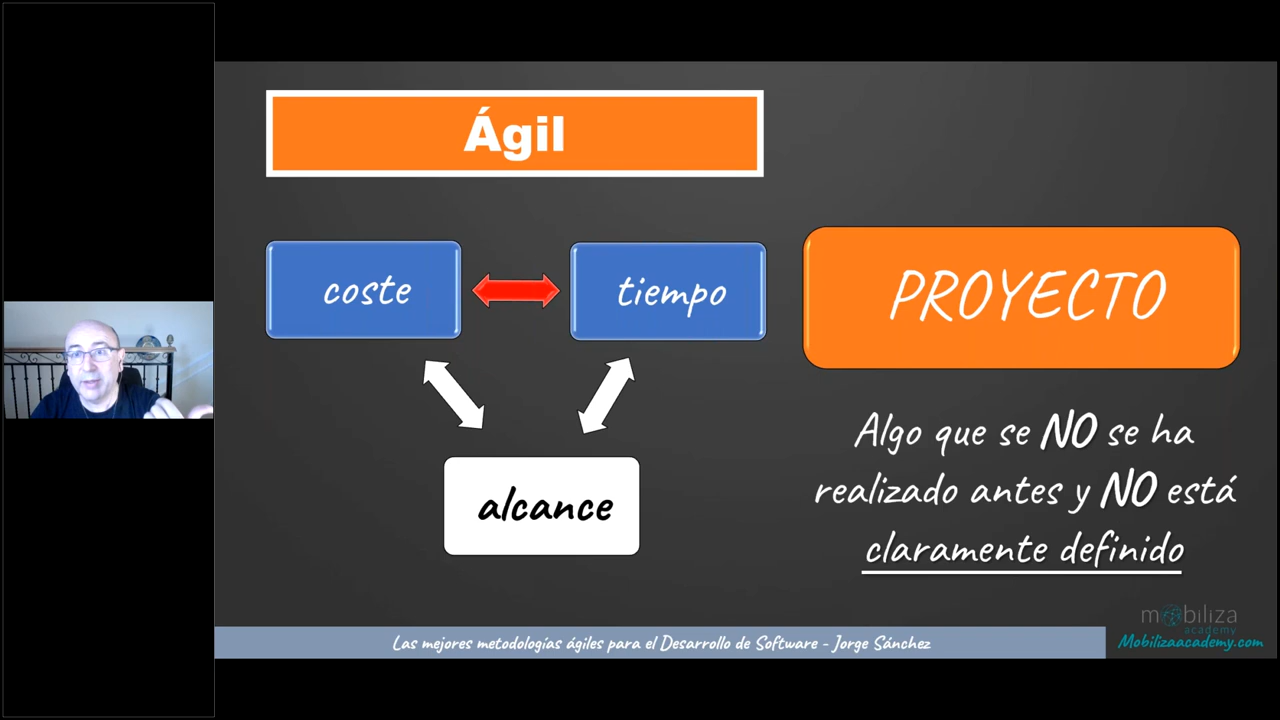 Ágil
coste
tiempo
alcance
PROYECTO
Algo que se NO se ha
realizado antes y NO está
claramente definido
mobiliza
academy
Mobilizaacademy.com
Las mejores metodologías ágiles para el Desarrollo de Software - Jorge Sánchez